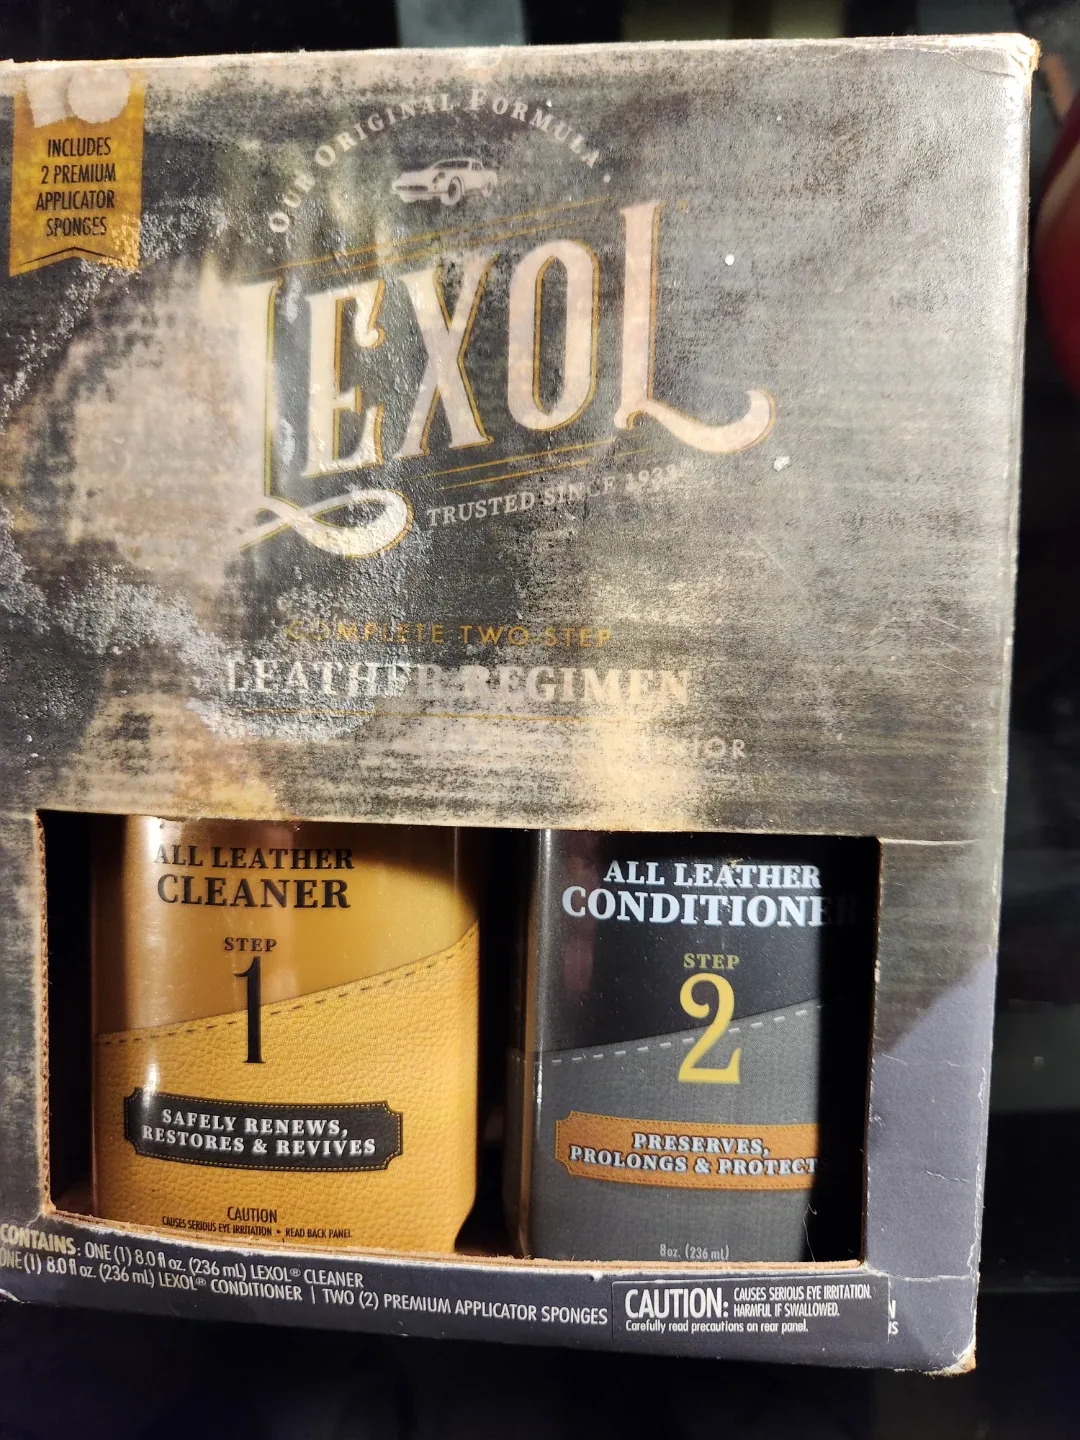 INCLUDES
2 PREMIUM
APPLICATOR
SPONGES
OUR ORIGINAL FORMULA
LEXOL
TRUSTED SINCE 1933
COMPLETE TWO-STEP
LEATHER REGIMEN
ALL LEATHER
CLEANER
STEP
1
SAFELY RENEWS,
RESTORES & REVIVES
CAUTION
CAUSES SERIOUS EYE IRRITATION • READ BACK PANEL
ALL LEATHER
CONDITIONER
STEP
2
PRESERVES,
PROLONGS & PROTECT
8oz. (236 mL)
CONTAINS: ONE (1) 8.0 fl oz. (236 mL) LEXOL® CLEANER
ONE (1) 8.0 fl oz. (236 mL) LEXOL® CONDITIONER | TWO (2) PREMIUM APPLICATOR SPONGES
CAUTION: CAUSES SERIOUS EYE IRRITATION.
HARMFUL IF SWALLOWED.
Carefully read precautions on rear panel.